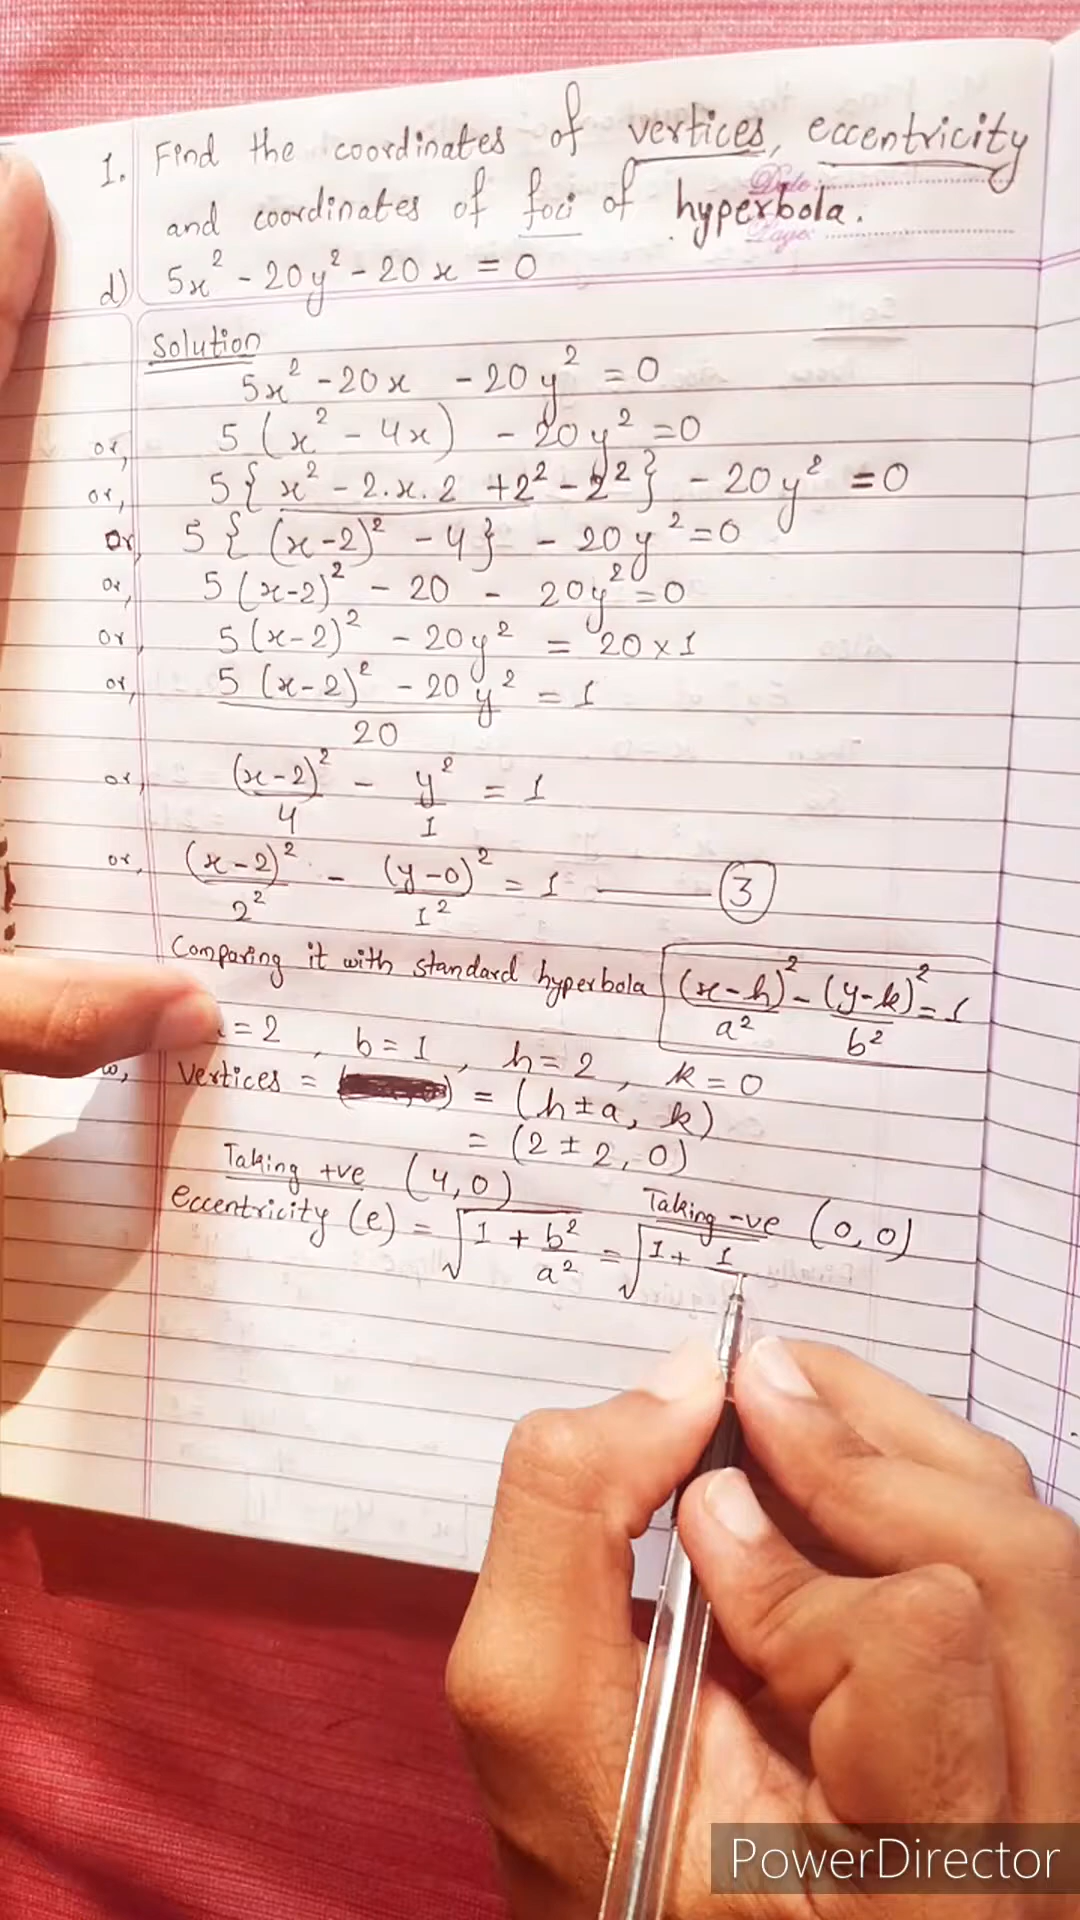 1. Find the coordinates of vertices, eccentricity
Date:
and coordinates of foci of hyperbola.
Page:
d) 5x² - 20y² - 20x = 0
Solution
5x² - 20x - 20y² = 0
or, 5(x² - 4x) - 20y² = 0
or, 5{x² - 2.x.2 + 2² - 2²} - 20y² = 0
or, 5{(x-2)² - 4} - 20y² = 0
or, 5(x-2)² - 20 - 20y² = 0
or, 5(x-2)² - 20y² = 20×1
or, 5(x-2)² - 20y² / 20 = 1
or, (x-2)²/4 - y²/1 = 1
or, (x-2)²/2² - (y-0)²/1² = 1 —— ③
Comparing it with standard hyperbola (x-h)²/a² - (y-k)²/b² = 1
= 2, b = 1, h = 2, k = 0
Vertices = = (h±a, k)
= (2±2, 0)
Taking +ve (4,0) Taking -ve (0,0)
eccentricity (e) = √(1 + b²/a²) = √(1 + 1
PowerDirector